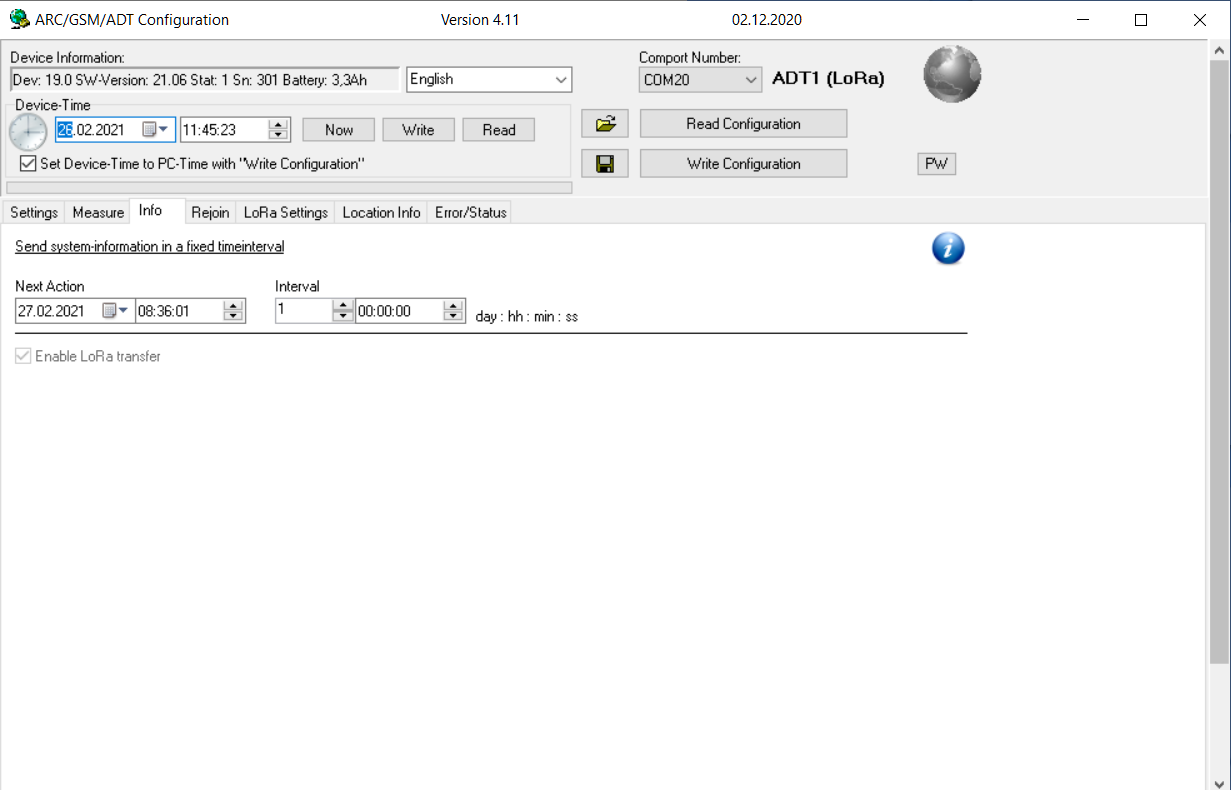 ARC/GSM/ADT Configuration Version 4.11 02.12.2020
Device Information: Comport Number:
Dev: 19.0 SW-Version: 21.06 Stat: 1 Sn: 301 Battery: 3,3Ah English COM20 ADT1 (LoRa)
Device-Time
26.02.2021 11:45:23 Now Write Read Read Configuration
Set Device-Time to PC-Time with "Write Configuration" Write Configuration PW
Settings Measure Info Rejoin LoRa Settings Location Info Error/Status
Send system-information in a fixed timeinterval
Next Action Interval
27.02.2021 08:36:01 1 00:00:00 day : hh : min : ss
Enable LoRa transfer